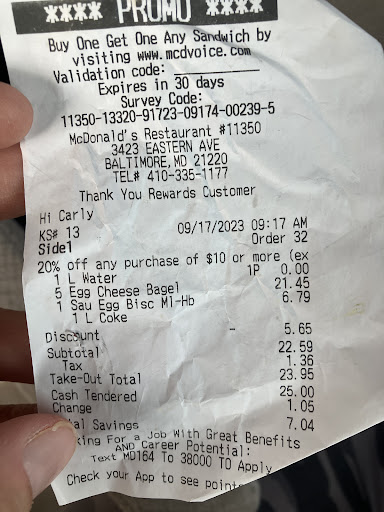 **** PROMO ****
Buy One Get One Any Sandwich by
visiting www.mcdvoice.com
Validation code: __________
Expires in 30 days
Survey Code:
11350-13320-91723-09174-00239-5
McDonald's Restaurant #11350
3423 EASTERN AVE
BALTIMORE, MD 21220
TEL# 410-335-1177
Thank You Rewards Customer
Hi Carly
KS# 13 09/17/2023 09:17 AM
Side1 Order 32
20% off any purchase of $10 or more (ex
1 L Water 1P 0.00
5 Egg Cheese Bagel 21.45
1 Sau Egg Bisc Ml-Hb 6.79
1 L Coke
Discount - 5.65
Subtotal 22.59
Tax 1.36
Take-Out Total 23.95
Cash Tendered 25.00
Change 1.05
Savings 7.04
For a Job With Great Benefits
AND Career Potential:
Text MD164 To 38000 TO Apply
Check your App to see